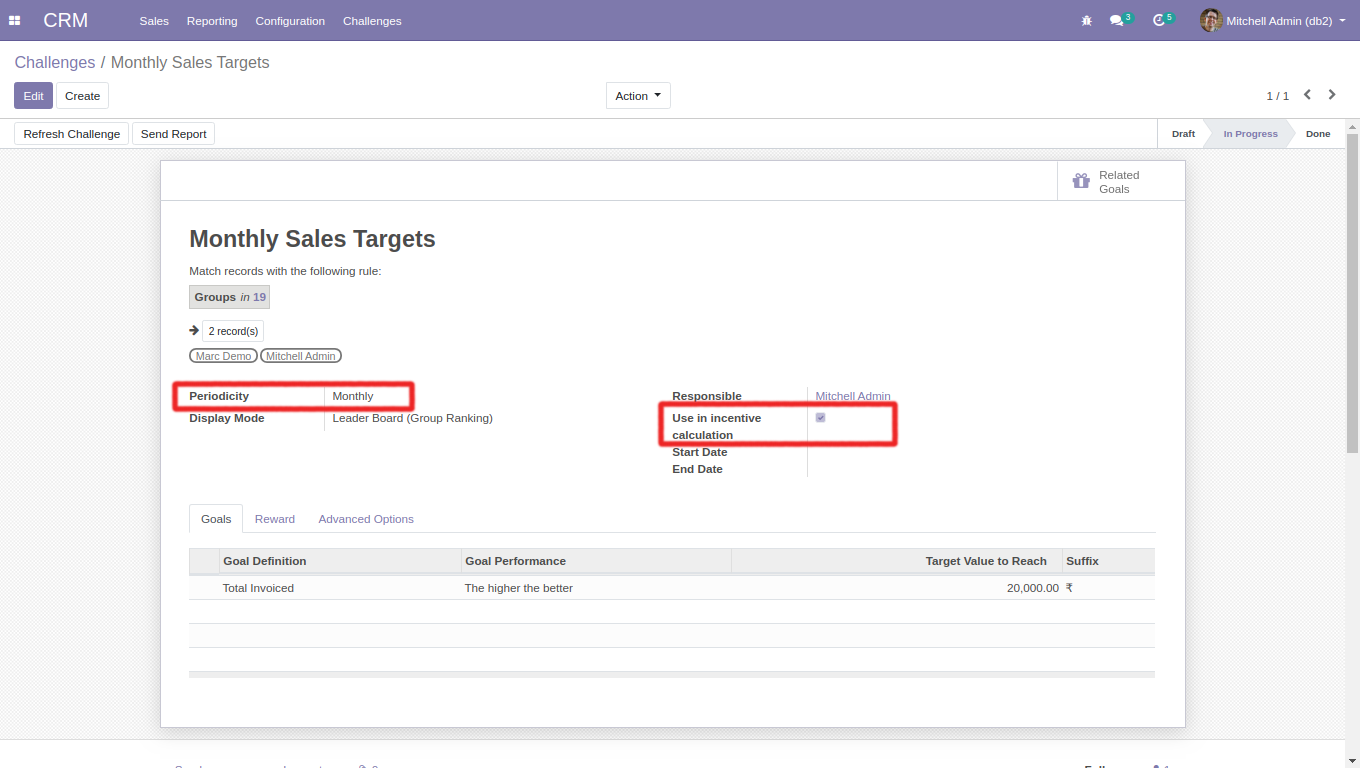 CRM Sales Reporting Configuration Challenges 3 5 Mitchell Admin (db2)
Challenges / Monthly Sales Targets
Edit Create Action 1 / 1
Refresh Challenge Send Report Draft In Progress Done
Related
Goals
Monthly Sales Targets
Match records with the following rule:
Groups in 19
2 record(s)
Marc Demo Mitchell Admin
Periodicity Monthly
Display Mode Leader Board (Group Ranking)
Responsible Mitchell Admin
Use in incentive
calculation
Start Date
End Date
Goals Reward Advanced Options
Goal Definition Goal Performance Target Value to Reach Suffix
Total Invoiced The higher the better 20,000.00 ₹